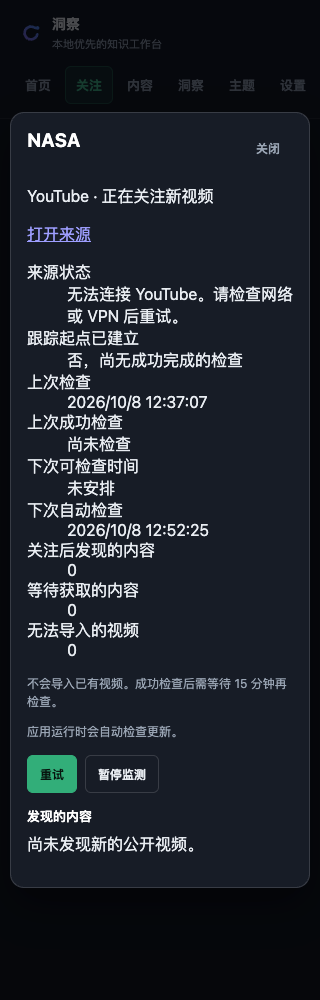 洞察
本地优先的知识工作台
首页 关注 内容 洞察 主题 设置
NASA
关闭
YouTube · 正在关注新视频
打开来源
来源状态
无法连接 YouTube。请检查网络
或 VPN 后重试。
跟踪起点已建立
否，尚无成功完成的检查
上次检查
2026/10/8 12:37:07
上次成功检查
尚未检查
下次可检查时间
未安排
下次自动检查
2026/10/8 12:52:25
关注后发现的内容
0
等待获取的内容
0
无法导入的视频
0
不会导入已有视频。成功检查后需等待 15 分钟再
检查。
应用运行时会自动检查更新。
重试 暂停监测
发现的内容
尚未发现新的公开视频。